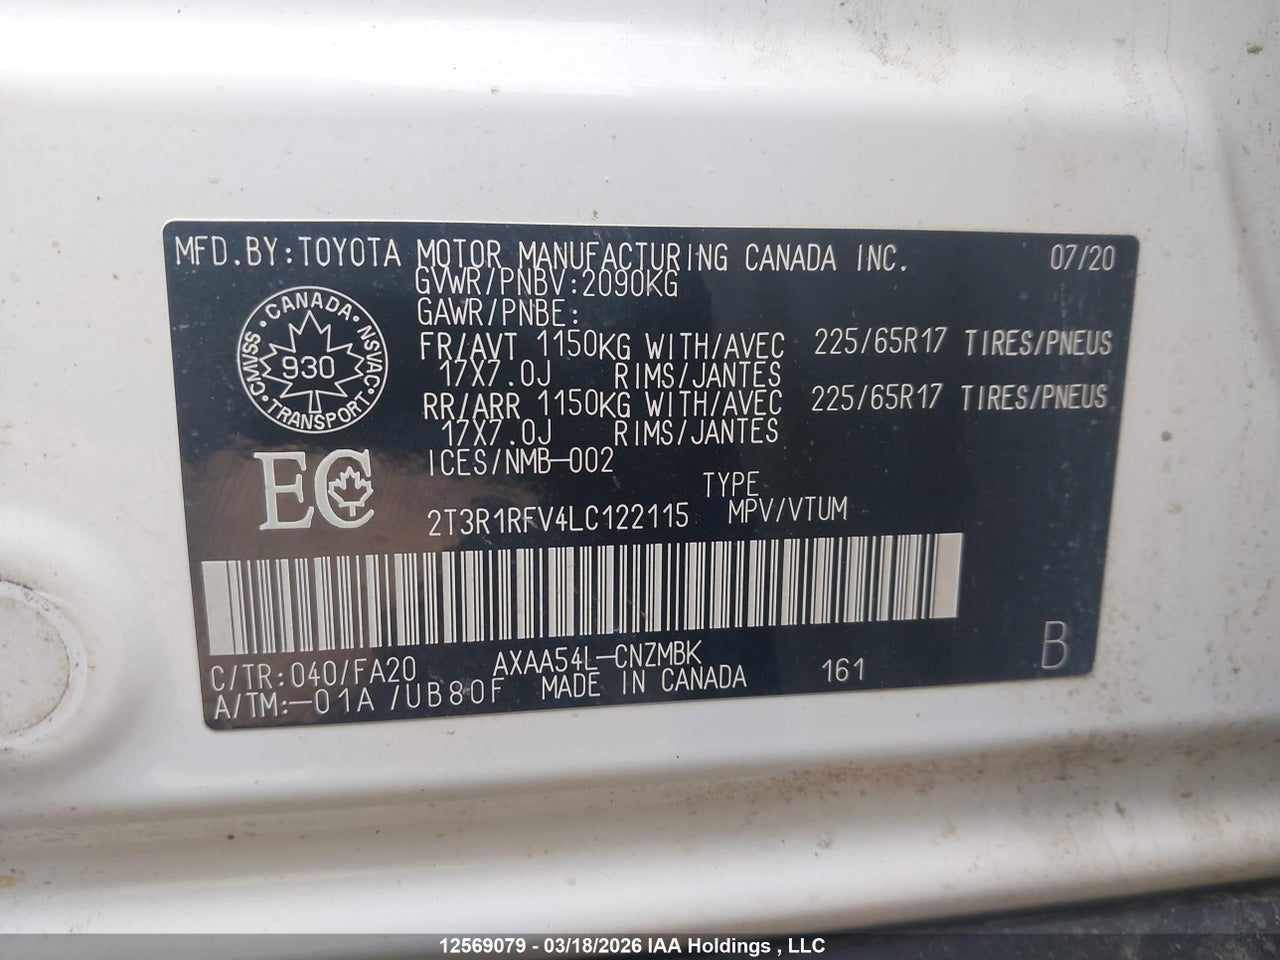 MFD.BY:TOYOTA MOTOR MANUFACTURING CANADA INC. 07/20
GVWR/PNBV:2090KG
GAWR/PNBE:
FR/AVT 1150KG WITH/AVEC 225/65R17 TIRES/PNEUS
17X7.0J RIMS/JANTES
RR/ARR 1150KG WITH/AVEC 225/65R17 TIRES/PNEUS
17X7.0J RIMS/JANTES
ICES/NMB-002
CANADA
CMVSS • NSVAC
930
TRANSPORT
EC
TYPE
2T3R1RFV4LC122115 MPV/VTUM
C/TR:040/FA20 AXAA54L-CNZMBK
A/TM:-01A/UB80F MADE IN CANADA 161 B
12569079 - 03/18/2026 IAA Holdings , LLC